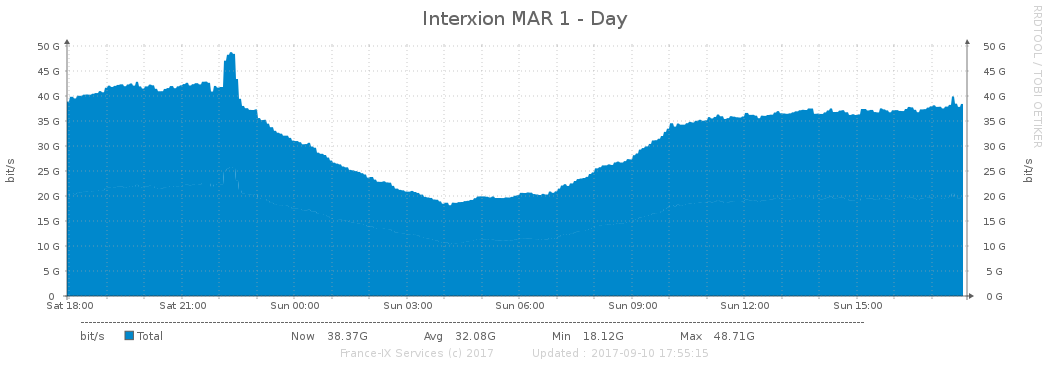 Interxion MAR 1 - Day
RRDTOOL / TOBI OETIKER
50 G 50 G
45 G 45 G
40 G 40 G
35 G 35 G
30 G 30 G
25 G 25 G
20 G 20 G
15 G 15 G
10 G 10 G
5 G 5 G
0 0 G
bit/s bit/s
Sat 18:00 Sat 21:00 Sun 00:00 Sun 03:00 Sun 06:00 Sun 09:00 Sun 12:00 Sun 15:00
bit/s Total Now 38.37G Avg 32.08G Min 18.12G Max 48.71G
France-IX Services (c) 2017 Updated : 2017-09-10 17:55:15